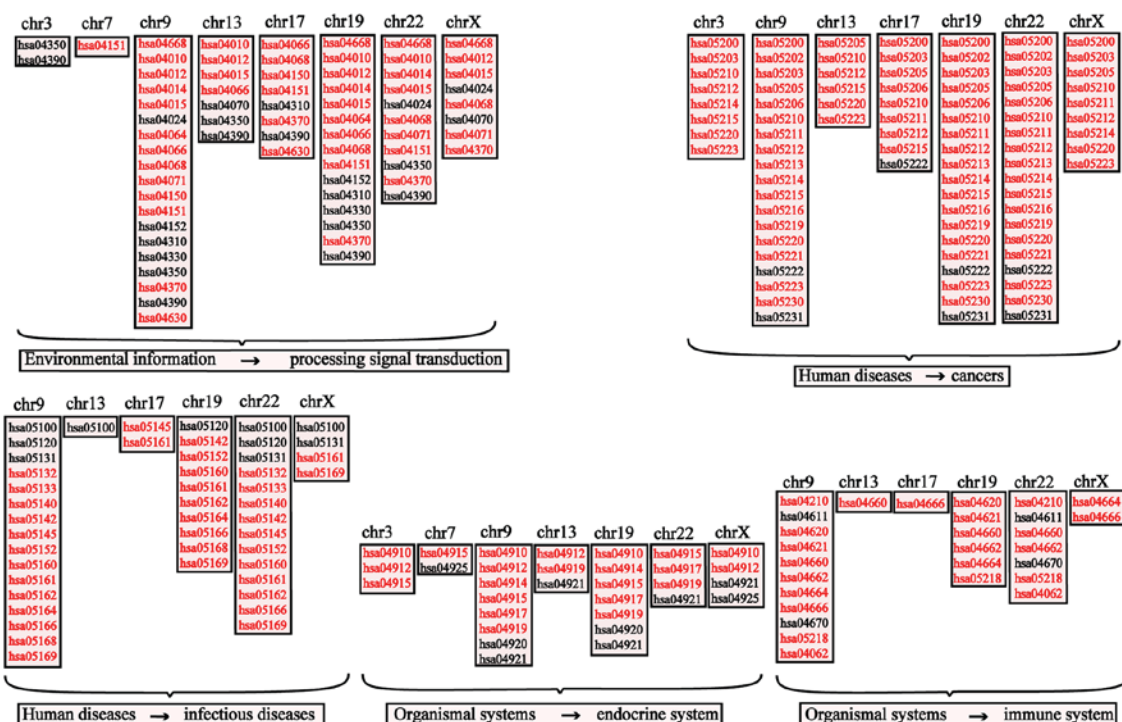 chr3
hsa04350
hsa04390
chr7
hsa04151
chr9
hsa04668
hsa04010
hsa04012
hsa04014
hsa04015
hsa04024
hsa04064
hsa04066
hsa04068
hsa04071
hsa04150
hsa04151
hsa04152
hsa04310
hsa04330
hsa04350
hsa04370
hsa04390
hsa04630
chr13
hsa04010
hsa04012
hsa04015
hsa04066
hsa04070
hsa04350
hsa04390
chr17
hsa04066
hsa04068
hsa04150
hsa04151
hsa04310
hsa04370
hsa04390
hsa04630
chr19
hsa04668
hsa04010
hsa04012
hsa04014
hsa04015
hsa04064
hsa04066
hsa04068
hsa04151
hsa04152
hsa04310
hsa04330
hsa04350
hsa04370
hsa04390
chr22
hsa04668
hsa04010
hsa04014
hsa04015
hsa04024
hsa04068
hsa04071
hsa04151
hsa04350
hsa04370
hsa04390
chrX
hsa04668
hsa04012
hsa04015
hsa04024
hsa04068
hsa04070
hsa04071
hsa04370
Environmental information → processing signal transduction
chr3
hsa05200
hsa05203
hsa05210
hsa05212
hsa05214
hsa05215
hsa05220
hsa05223
chr9
hsa05200
hsa05202
hsa05203
hsa05205
hsa05206
hsa05210
hsa05211
hsa05212
hsa05213
hsa05214
hsa05215
hsa05216
hsa05219
hsa05220
hsa05221
hsa05222
hsa05223
hsa05230
hsa05231
chr13
hsa05205
hsa05210
hsa05212
hsa05215
hsa05220
hsa05223
chr17
hsa05200
hsa05203
hsa05205
hsa05206
hsa05210
hsa05211
hsa05212
hsa05215
hsa05222
chr19
hsa05200
hsa05202
hsa05203
hsa05205
hsa05206
hsa05210
hsa05211
hsa05212
hsa05213
hsa05214
hsa05215
hsa05216
hsa05219
hsa05220
hsa05221
hsa05222
hsa05223
hsa05230
hsa05231
chr22
hsa05200
hsa05202
hsa05203
hsa05205
hsa05206
hsa05210
hsa05211
hsa05212
hsa05213
hsa05214
hsa05215
hsa05216
hsa05219
hsa05220
hsa05221
hsa05222
hsa05223
hsa05230
hsa05231
chrX
hsa05200
hsa05203
hsa05205
hsa05210
hsa05211
hsa05212
hsa05214
hsa05220
hsa05223
Human diseases → cancers
chr9
hsa05100
hsa05120
hsa05131
hsa05132
hsa05133
hsa05140
hsa05142
hsa05145
hsa05152
hsa05160
hsa05161
hsa05162
hsa05164
hsa05166
hsa05168
hsa05169
chr13
hsa05100
chr17
hsa05145
hsa05161
chr19
hsa05120
hsa05142
hsa05152
hsa05160
hsa05161
hsa05162
hsa05164
hsa05166
hsa05168
hsa05169
chr22
hsa05100
hsa05120
hsa05131
hsa05132
hsa05133
hsa05140
hsa05142
hsa05145
hsa05152
hsa05160
hsa05161
hsa05162
hsa05166
hsa05169
chrX
hsa05100
hsa05131
hsa05161
hsa05169
Human diseases → infectious diseases
chr3
hsa04910
hsa04912
hsa04915
chr7
hsa04915
hsa04925
chr9
hsa04910
hsa04912
hsa04914
hsa04915
hsa04917
hsa04919
hsa04920
hsa04921
chr13
hsa04912
hsa04919
hsa04921
chr19
hsa04910
hsa04914
hsa04915
hsa04917
hsa04919
hsa04920
hsa04921
chr22
hsa04915
hsa04917
hsa04919
hsa04921
chrX
hsa04910
hsa04912
hsa04921
hsa04925
Organismal systems → endocrine system
chr9
hsa04210
hsa04611
hsa04620
hsa04621
hsa04660
hsa04662
hsa04664
hsa04666
hsa04670
hsa05218
hsa04062
chr13
hsa04660
chr17
hsa04666
chr19
hsa04620
hsa04621
hsa04660
hsa04662
hsa04664
hsa05218
chr22
hsa04210
hsa04611
hsa04660
hsa04662
hsa04670
hsa05218
hsa04062
chrX
hsa04664
hsa04666
Organismal systems → immune system